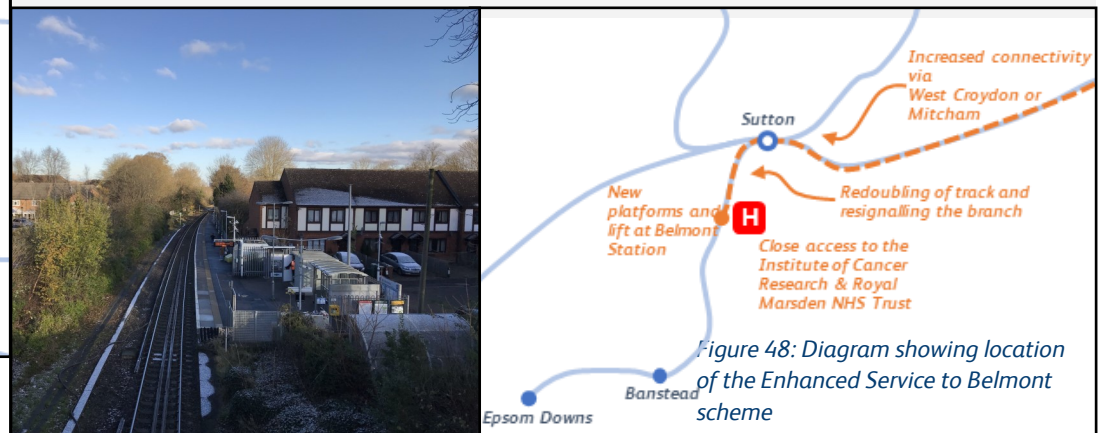 Increased connectivity
via
West Croydon or
Mitcham
Sutton
New
platforms and
lift at Belmont
Station
H
Redoubling of track and
resignalling the branch
Close access to the
Institute of Cancer
Research & Royal
Marsden NHS Trust
Figure 48: Diagram showing location
of the Enhanced Service to Belmont
scheme
Banstead
Epsom Downs